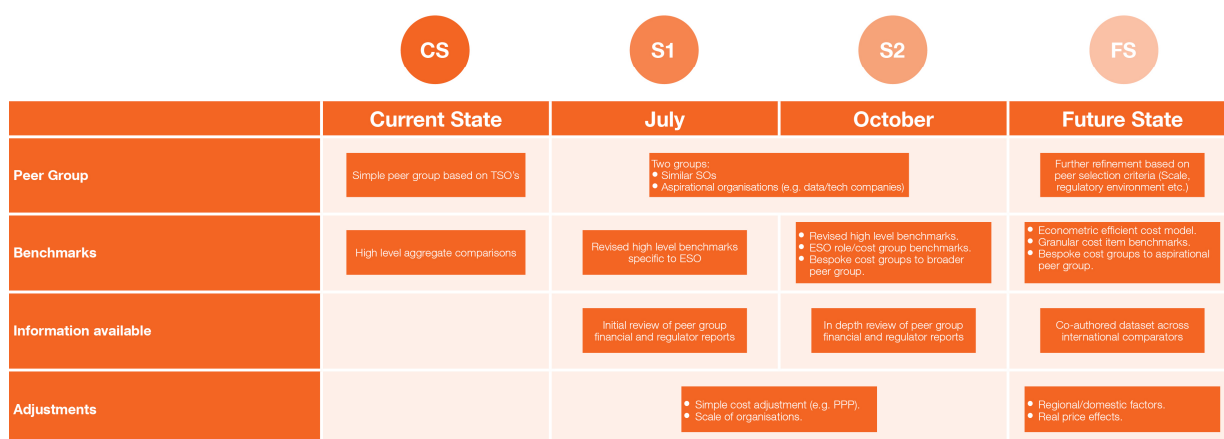 CS
S1
S2
FS
Current State
July
October
Future State
Peer Group
Simple peer group based on TSO's
Two groups:
● Similar SOs
● Aspirational organisations (e.g. data/tech companies)
Further refinement based on
peer selection criteria (Scale,
regulatory environment etc.)
Benchmarks
High level aggregate comparisons
Revised high level benchmarks
specific to ESO
● Revised high level benchmarks.
● ESO role/cost group benchmarks.
● Bespoke cost groups to broader
peer group.
● Econometric efficient cost model.
● Granular cost item benchmarks.
● Bespoke cost groups to aspirational
peer group.
Information available
Initial review of peer group
financial and regulator reports
In depth review of peer group
financial and regulator reports
Co-authored dataset across
international comparators
Adjustments
● Simple cost adjustment (e.g. PPP).
● Scale of organisations.
● Regional/domestic factors.
● Real price effects.